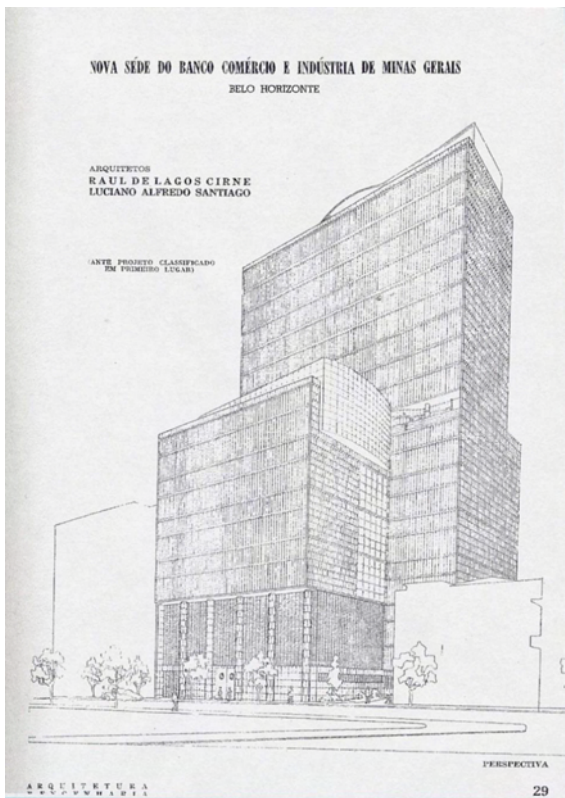 NOVA SÉDE DO BANCO COMÉRCIO E INDÚSTRIA DE MINAS GERAIS
BELO HORIZONTE
ARQUITETOS
RAUL DE LAGOS CIRNE
LUCIANO ALFREDO SANTIAGO
(ANTE PROJETO CLASSIFICADO
EM PRIMEIRO LUGAR)
PERSPECTIVA
ARQUITETURA
E ENGENHARIA
29